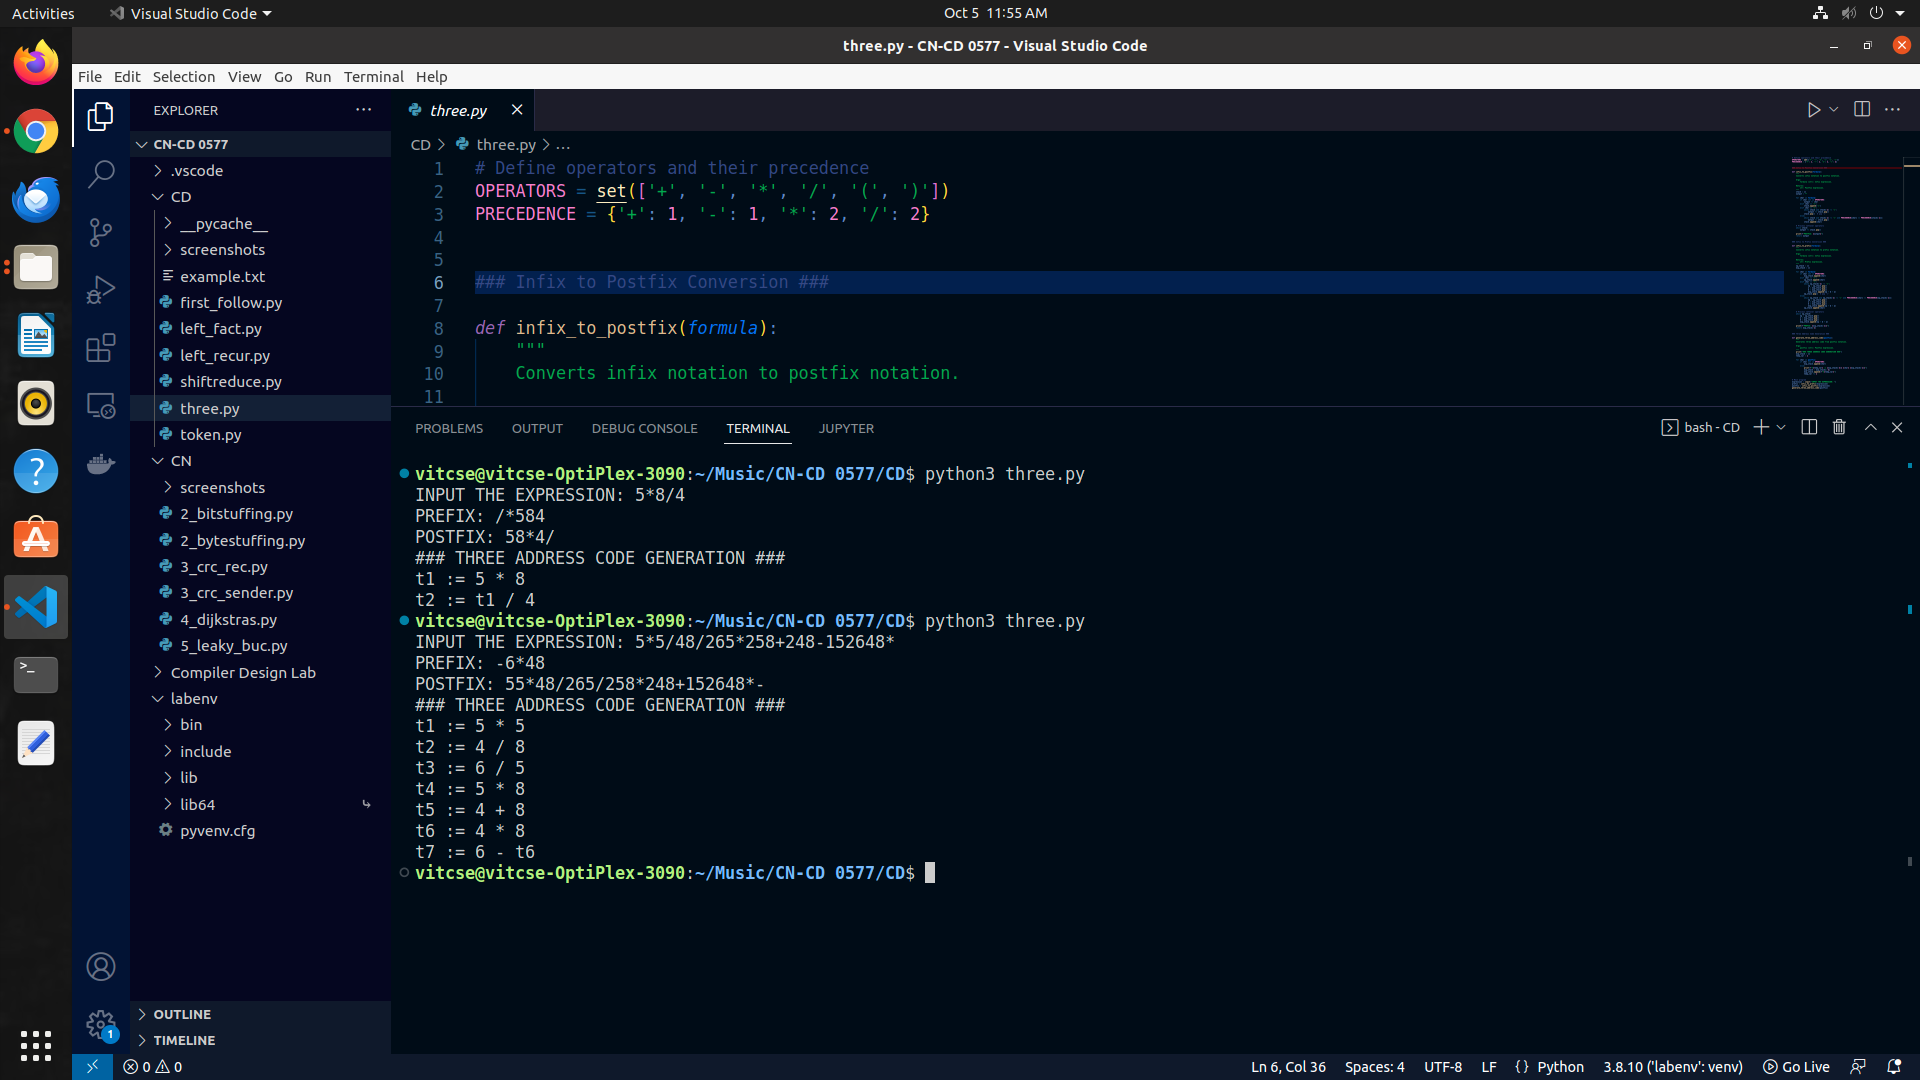 Activities
Visual Studio Code
Oct 5 11:55 AM
three.py - CN-CD 0577 - Visual Studio Code
File Edit Selection View Go Run Terminal Help
EXPLORER
CN-CD 0577
.vscode
CD
__pycache__
screenshots
example.txt
first_follow.py
left_fact.py
left_recur.py
shiftreduce.py
three.py
token.py
CN
screenshots
2_bitstuffing.py
2_bytestuffing.py
3_crc_rec.py
3_crc_sender.py
4_dijkstras.py
5_leaky_buc.py
Compiler Design Lab
labenv
bin
include
lib
lib64
pyvenv.cfg
OUTLINE
TIMELINE
three.py
CD > three.py > ...
1 # Define operators and their precedence
2 OPERATORS = set(['+', '-', '*', '/', '(', ')'])
3 PRECEDENCE = {'+': 1, '-': 1, '*': 2, '/': 2}
4
5
6 ### Infix to Postfix Conversion ###
7
8 def infix_to_postfix(formula):
9 """
10 Converts infix notation to postfix notation.
11
PROBLEMS OUTPUT DEBUG CONSOLE TERMINAL JUPYTER
bash - CD
vitcse@vitcse-OptiPlex-3090:~/Music/CN-CD 0577/CD$ python3 three.py
INPUT THE EXPRESSION: 5*8/4
PREFIX: /*584
POSTFIX: 58*4/
### THREE ADDRESS CODE GENERATION ###
t1 := 5 * 8
t2 := t1 / 4
vitcse@vitcse-OptiPlex-3090:~/Music/CN-CD 0577/CD$ python3 three.py
INPUT THE EXPRESSION: 5*5/48/265*258+248-152648*
PREFIX: -6*48
POSTFIX: 55*48/265/258*248+152648*-
### THREE ADDRESS CODE GENERATION ###
t1 := 5 * 5
t2 := 4 / 8
t3 := 6 / 5
t4 := 5 * 8
t5 := 4 + 8
t6 := 4 * 8
t7 := 6 - t6
vitcse@vitcse-OptiPlex-3090:~/Music/CN-CD 0577/CD$
1
0 0
Ln 6, Col 36 Spaces: 4 UTF-8 LF {} Python 3.8.10 ('labenv': venv) Go Live